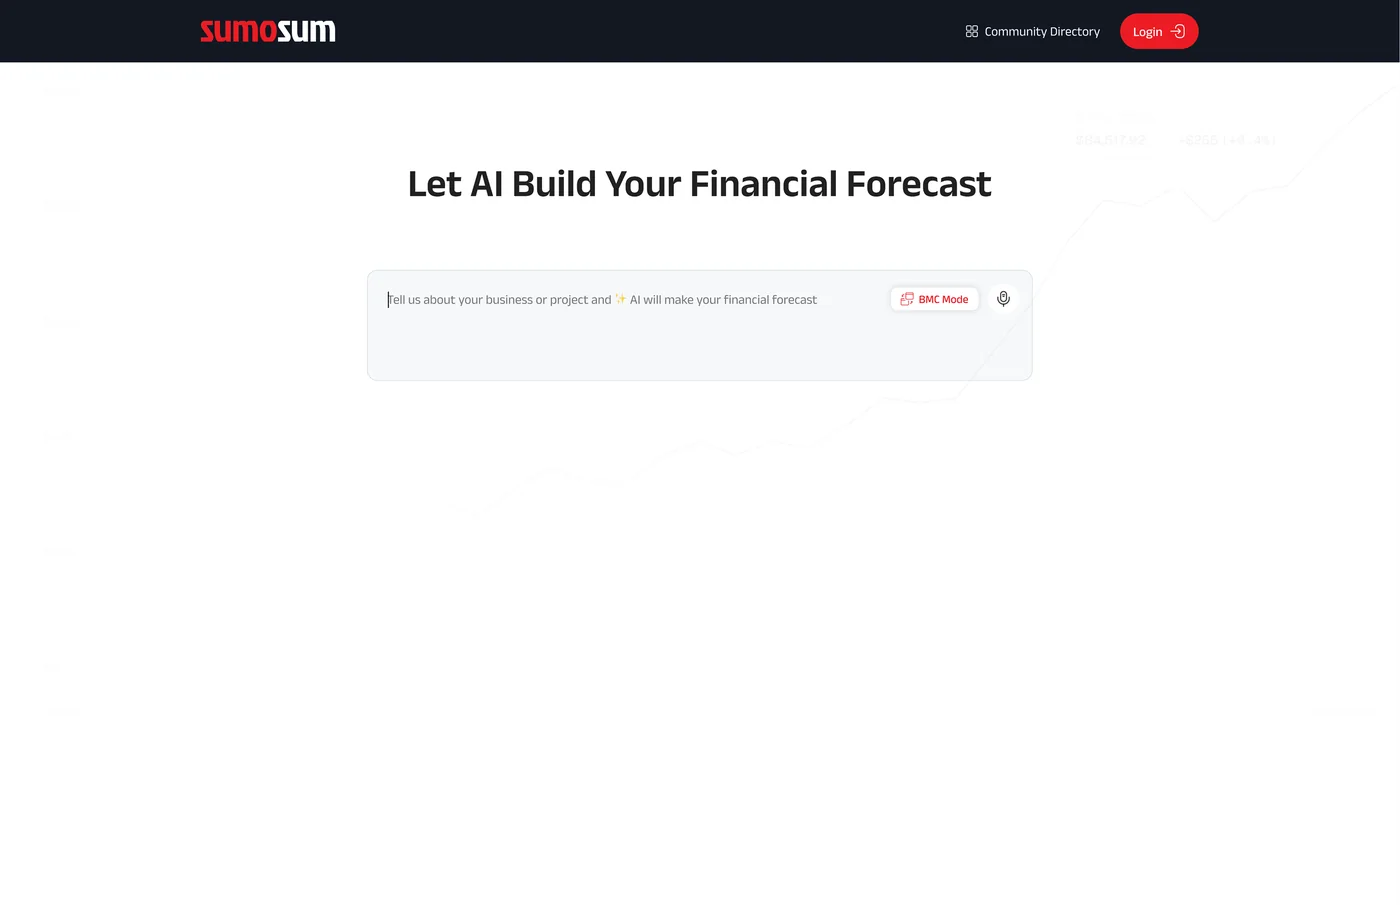 sumosum
Community Directory
Login
Let AI Build Your Financial Forecast
Tell us about your business or project and ✨ AI will make your financial forecast
BMC Mode